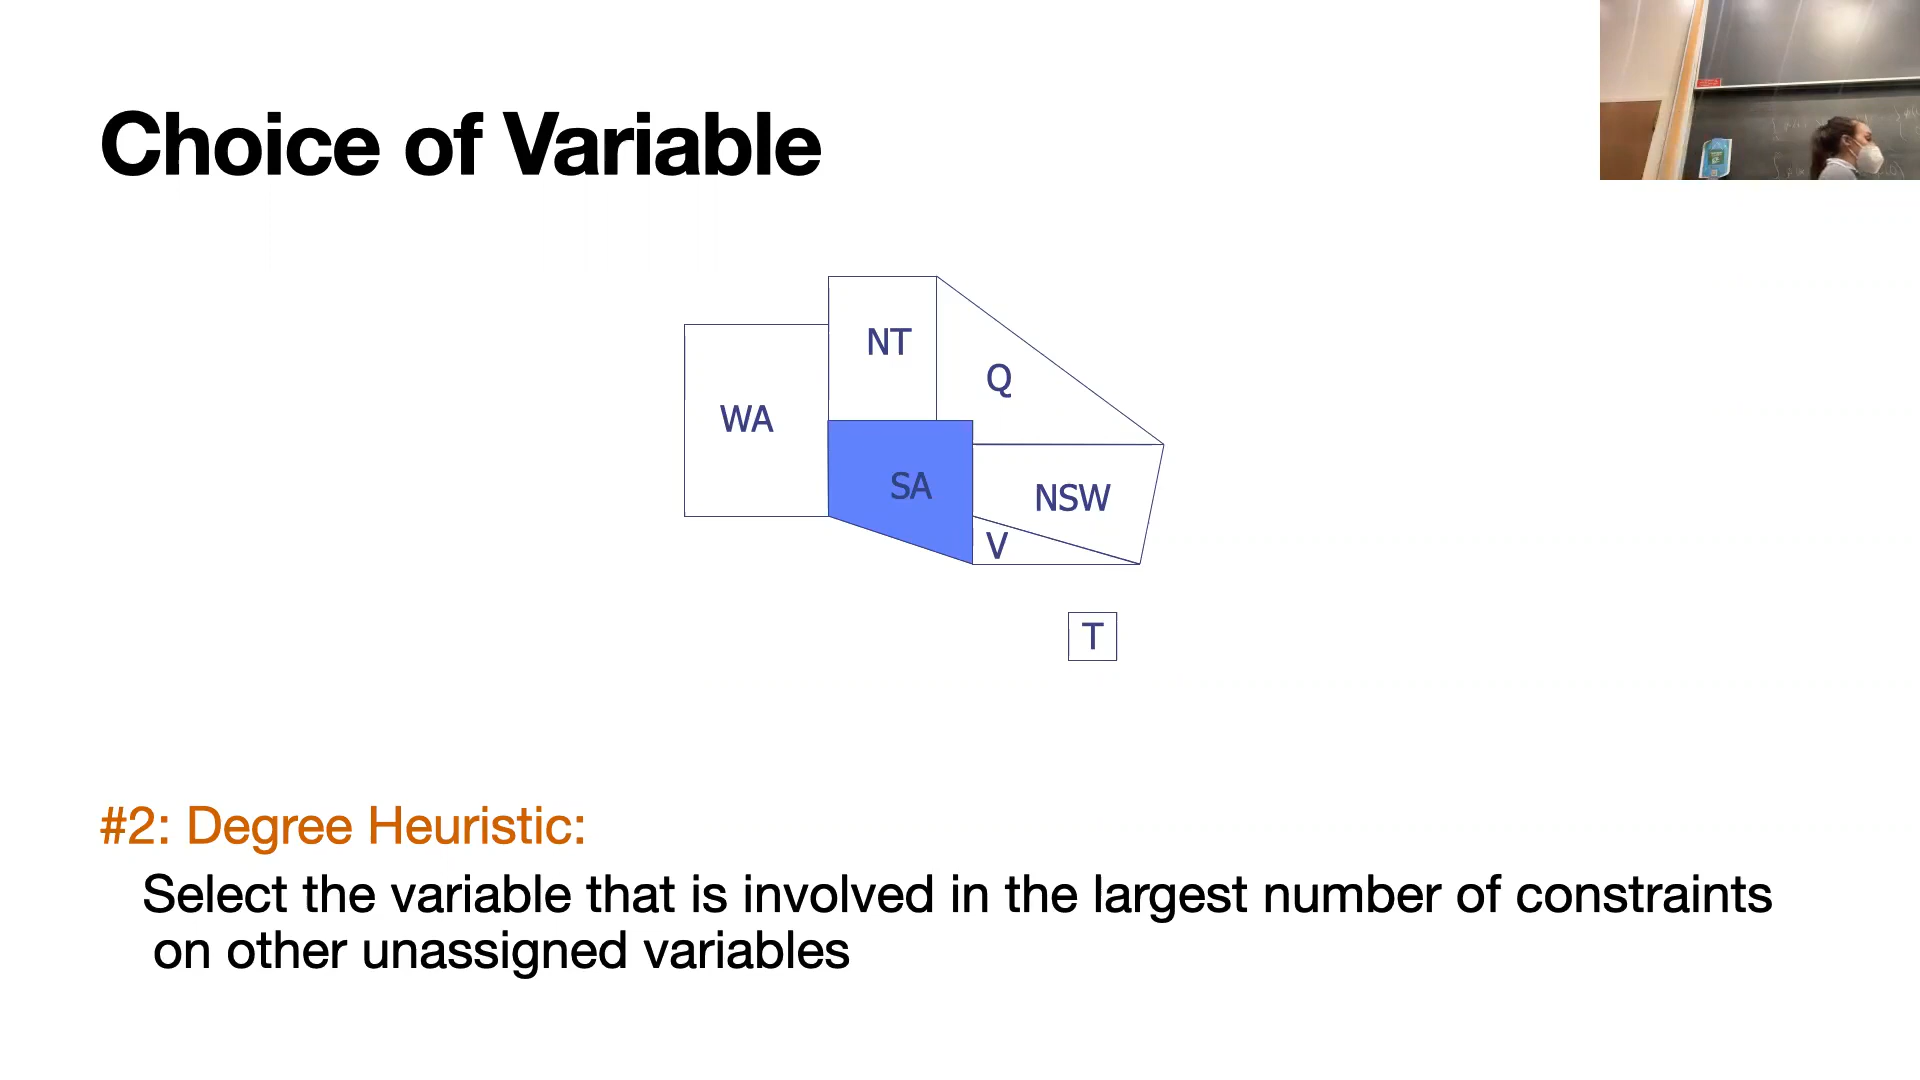 Choice of Variable
NT
Q
WA
SA
NSW
V
T
#2: Degree Heuristic:
Select the variable that is involved in the largest number of constraints
on other unassigned variables